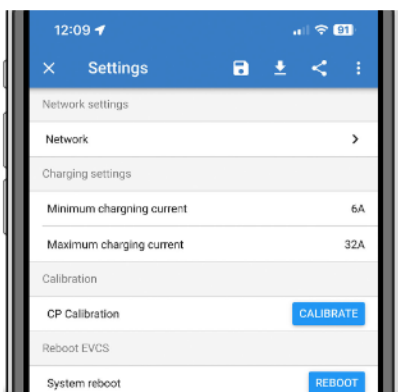 12:09
91
Settings
Network settings
Network
Charging settings
Minimum chargning current 6A
Maximum charging current 32A
Calibration
CP Calibration CALIBRATE
Reboot EVCS
System reboot REBOOT